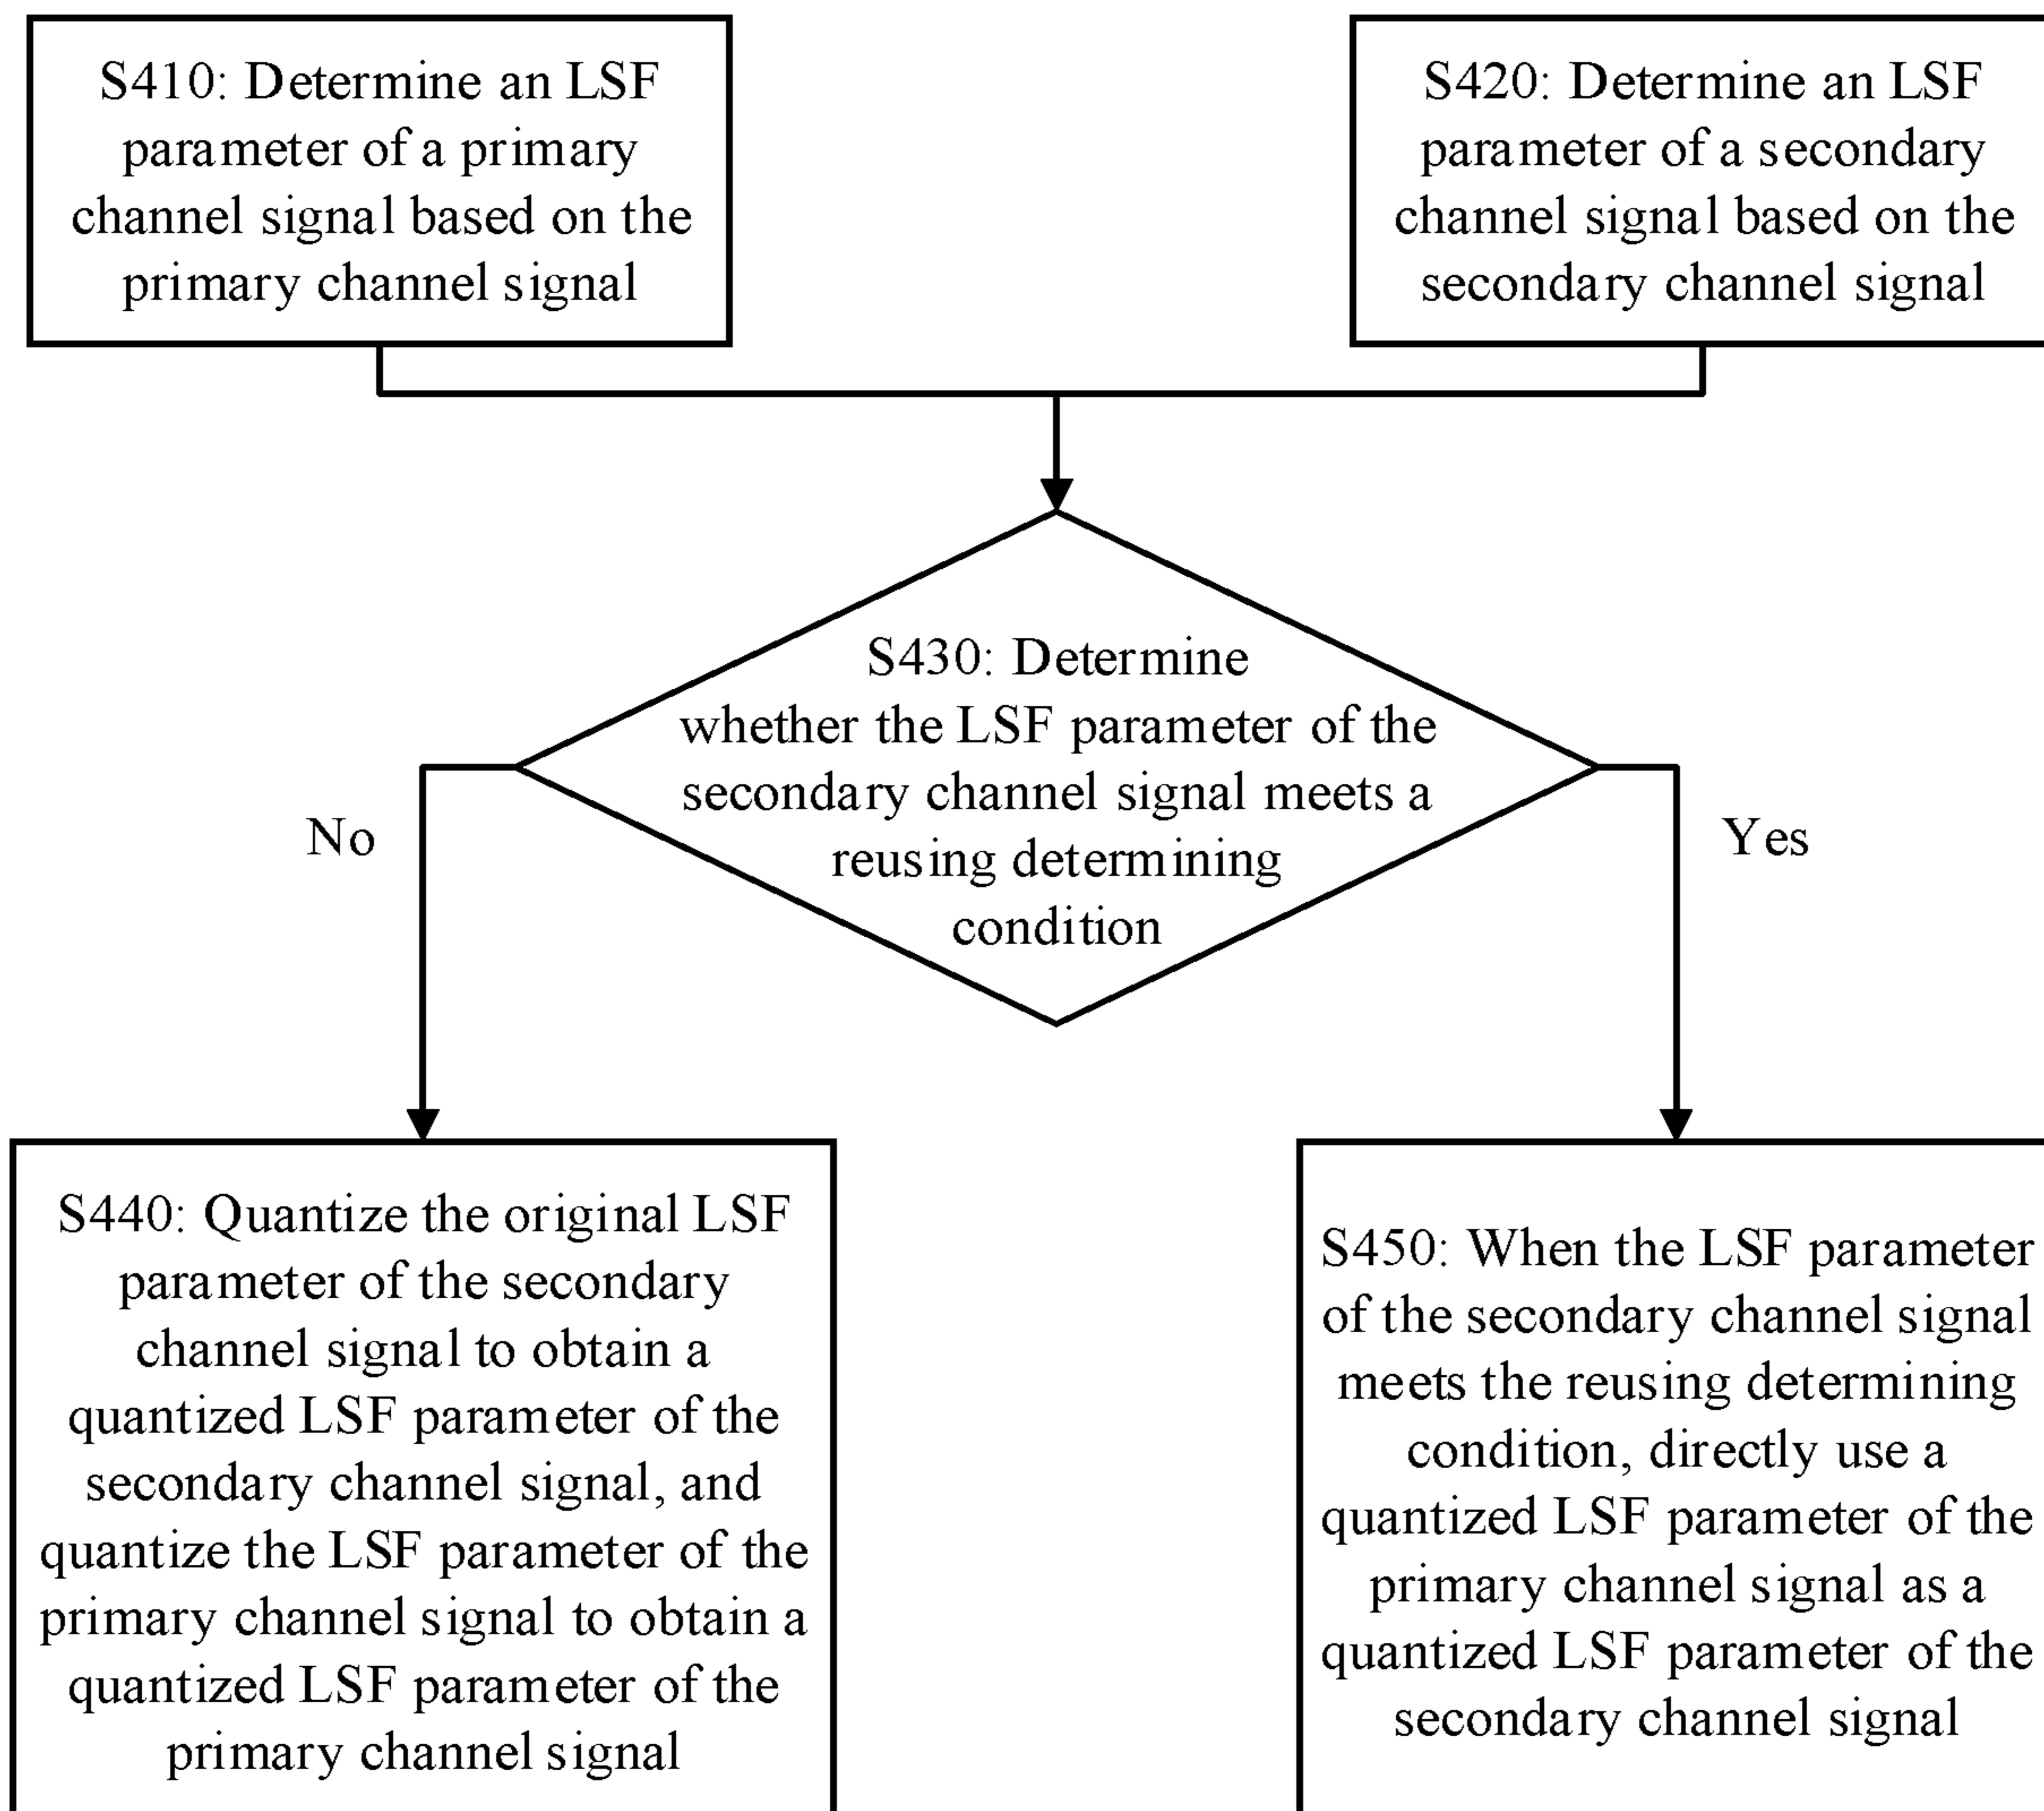 S410: Determine an LSF
parameter of a primary
channel signal based on the
primary channel signal
S420: Determine an LSF
parameter of a secondary
channel signal based on the
secondary channel signal
S430: Determine
whether the LSF parameter of the
secondary channel signal meets a
reusing determining
condition
No
Yes
S440: Quantize the original LSF
parameter of the secondary
channel signal to obtain a
quantized LSF parameter of the
secondary channel signal, and
quantize the LSF parameter of the
primary channel signal to obtain a
quantized LSF parameter of the
primary channel signal
S450: When the LSF parameter
of the secondary channel signal
meets the reusing determining
condition, directly use a
quantized LSF parameter of the
primary channel signal as a
quantized LSF parameter of the
secondary channel signal